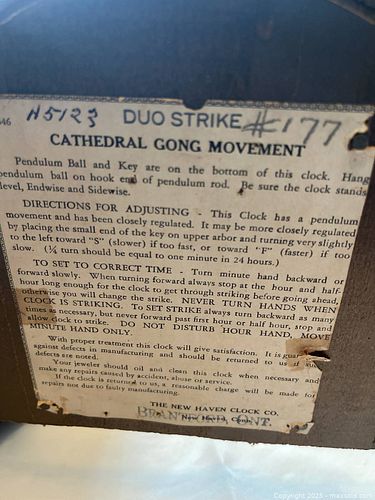 N5123 DUO STRIKE #177
46
CATHEDRAL GONG MOVEMENT
Pendulum Ball and Key are on the bottom of this clock. Hang
pendulum ball on hook end of pendulum rod. Be sure the clock stands
level, Endwise and Sidewise.
DIRECTIONS FOR ADJUSTING - This Clock has a pendulum
movement and has been closely regulated. It may be more closely regulated
by placing the small end of the key on upper arbor and turning very slightly
to the left toward "S" (slower) if too fast, or toward "F" (faster) if too
slow. (¼ turn should be equal to one minute in 24 hours.)
TO SET TO CORRECT TIME - Turn minute hand backward or
forward slowly. When turning forward always stop at the hour and half-
hour long enough for the clock to get through striking before going ahead,
otherwise you will change the strike. NEVER TURN HANDS WHEN
CLOCK IS STRIKING. To SET STRIKE always turn backward as many
times as necessary, but never forward past first hour or half hour, stop and
allow clock to strike. DO NOT DISTURB HOUR HAND, MOVE
MINUTE HAND ONLY.
With proper treatment this clock will give satisfaction. It is
against defects in manufacturing and should be returned to us if
defects are noted.
Your jeweler should oil and clean this clock when necessary and
make any repairs caused by accident, abuse or service.
If the clock is returned to us, a reasonable charge will be made for
repairs not due to faulty manufacturing.
THE NEW HAVEN CLOCK CO.
New Haven, Conn.
Copyright 2025 - maxsold.com